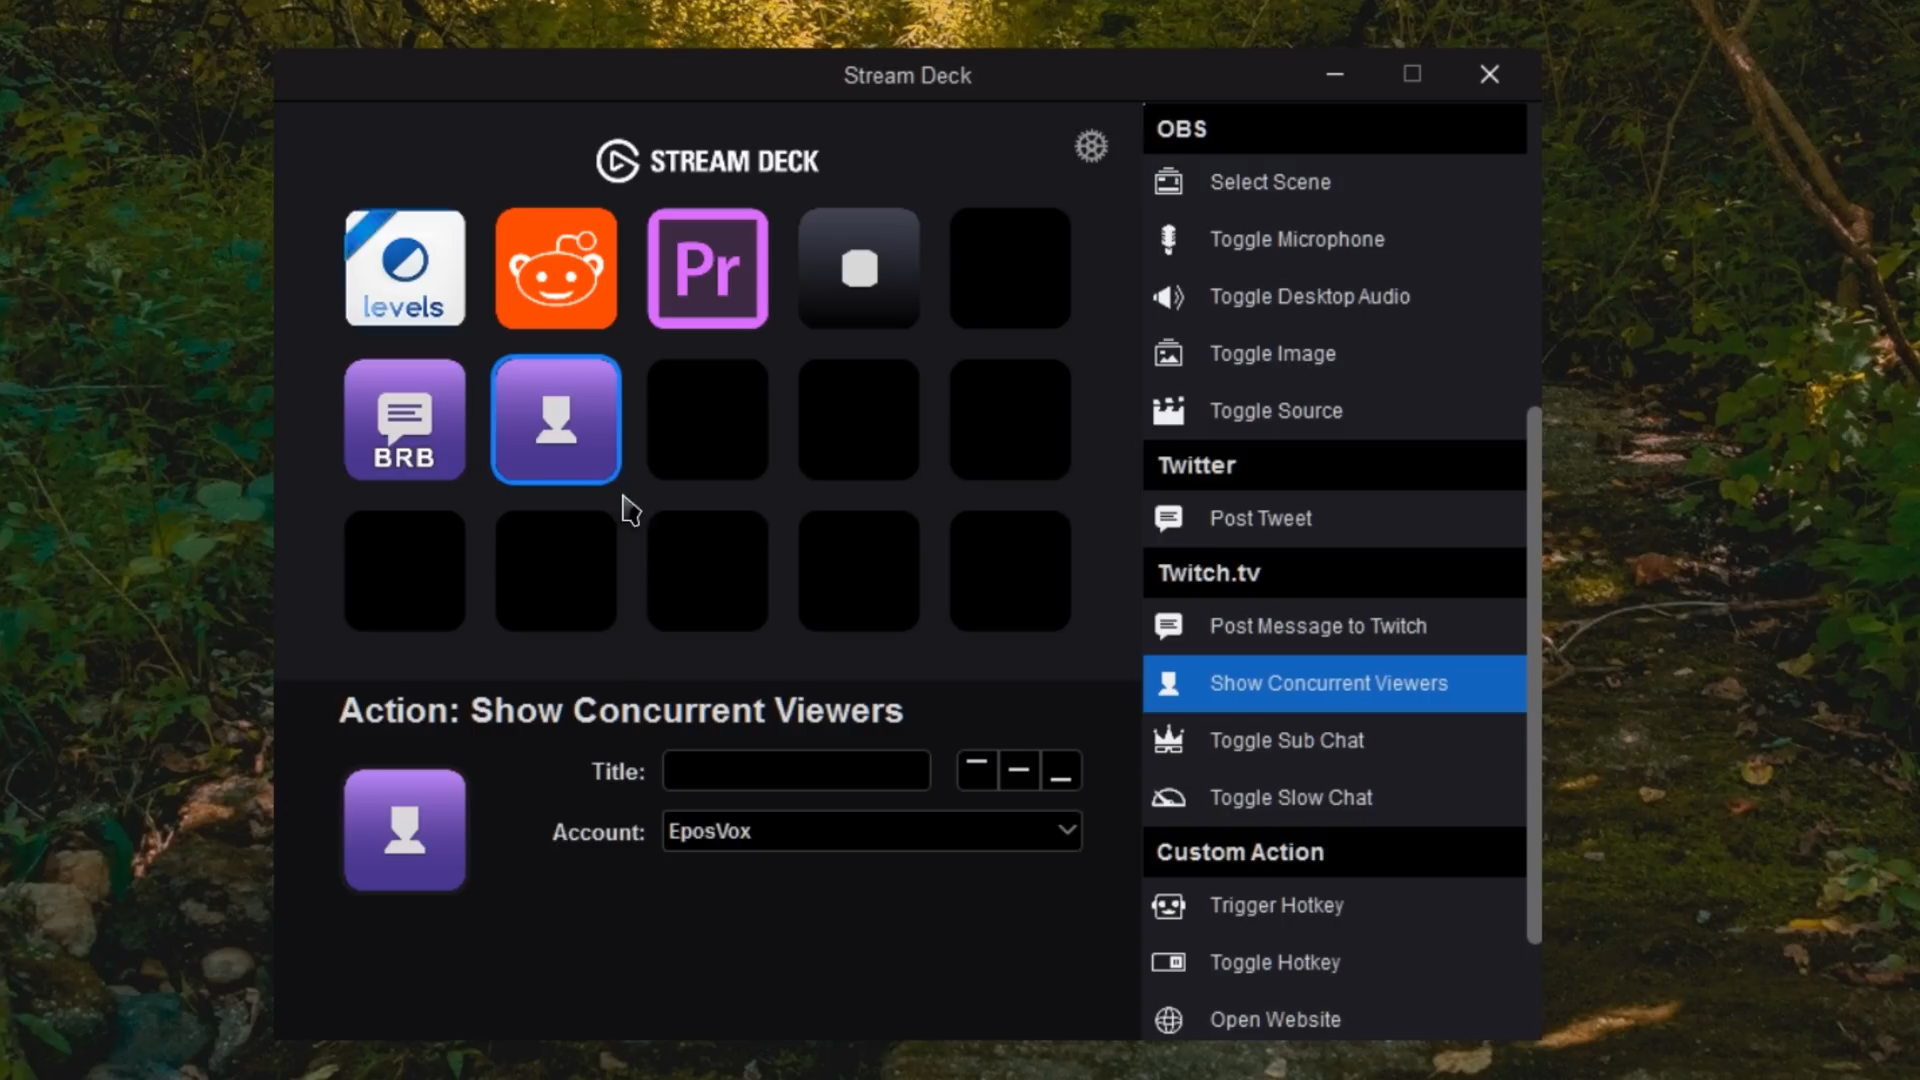 Stream Deck
STREAM DECK
levels
Pr
BRB
Action: Show Concurrent Viewers
Title:
Account:
EposVox
OBS
Select Scene
Toggle Microphone
Toggle Desktop Audio
Toggle Image
Toggle Source
Twitter
Post Tweet
Twitch.tv
Post Message to Twitch
Show Concurrent Viewers
Toggle Sub Chat
Toggle Slow Chat
Custom Action
Trigger Hotkey
Toggle Hotkey
Open Website